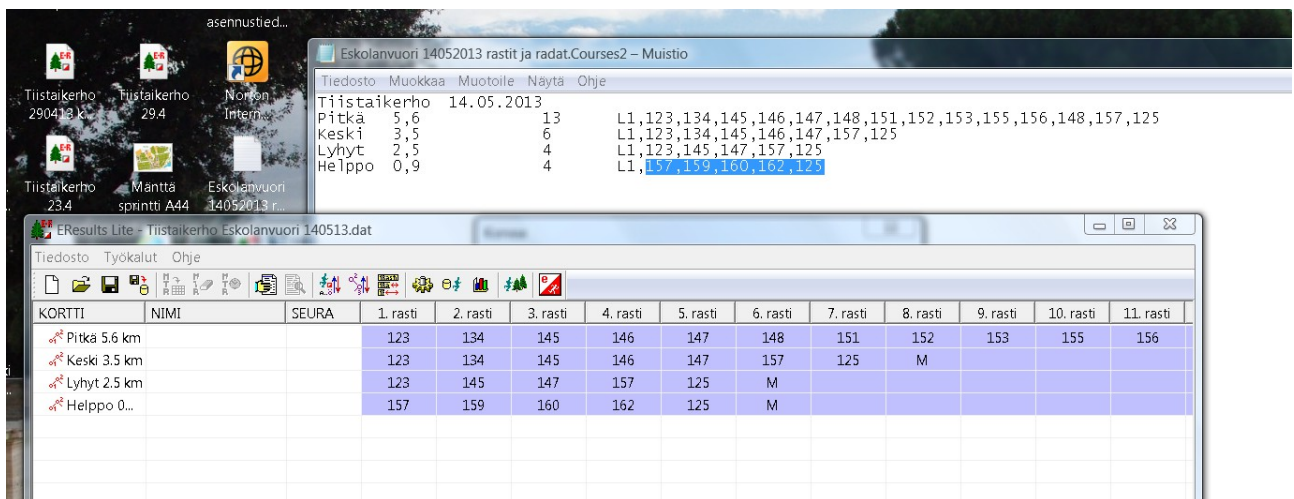 asennustied...
Tiistaikerho
290413 k...
Tiistaikerho
29.4
Norton
Intern...
Tiistaikerho
23.4
Mänttä
sprintti A44
Eskolanvuori
14052013 r...
Eskolanvuori 14052013 rastit ja radat.Courses2 – Muistio
Tiedosto Muokkaa Muotoile Näytä Ohje
Tiistaikerho 14.05.2013
Pitkä 5,6 13 L1,123,134,145,146,147,148,151,152,153,155,156,148,157,125
Keski 3,5 6 L1,123,134,145,146,147,157,125
Lyhyt 2,5 4 L1,123,145,147,157,125
Helppo 0,9 4 L1,157,159,160,162,125
EResults Lite - Tiistaikerho Eskolanvuori 140513.dat
Tiedosto Työkalut Ohje
KORTTI NIMI SEURA 1. rasti 2. rasti 3. rasti 4. rasti 5. rasti 6. rasti 7. rasti 8. rasti 9. rasti 10. rasti 11. rasti
Pitkä 5.6 km 123 134 145 146 147 148 151 152 153 155 156
Keski 3.5 km 123 134 145 146 147 157 125 M
Lyhyt 2.5 km 123 145 147 157 125 M
Helppo 0... 157 159 160 162 125 M